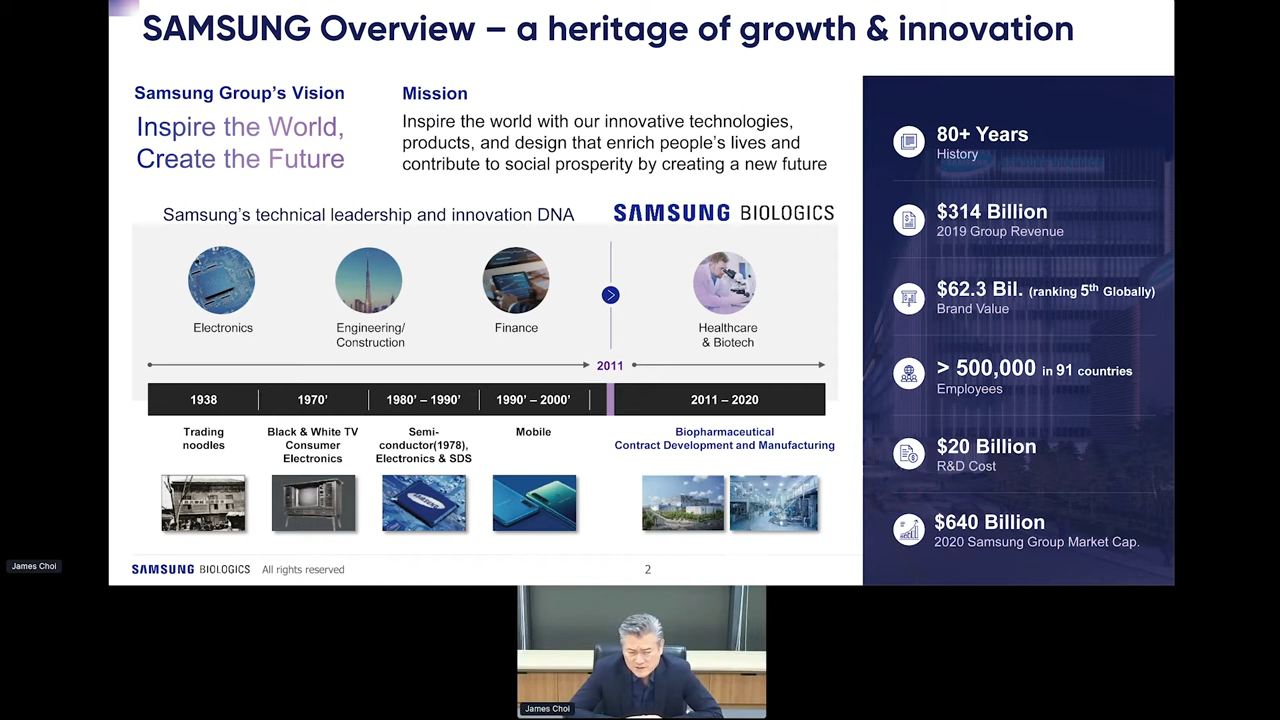 SAMSUNG Overview – a heritage of growth & innovation
Samsung Group's Vision
Inspire the World,
Create the Future
Mission
Inspire the world with our innovative technologies,
products, and design that enrich people's lives and
contribute to social prosperity by creating a new future
Samsung's technical leadership and innovation DNA
SAMSUNG BIOLOGICS
Electronics
Engineering/
Construction
Finance
Healthcare
& Biotech
2011
1938
1970'
1980' – 1990'
1990' – 2000'
2011 – 2020
Trading
noodles
Black & White TV
Consumer
Electronics
Semi-
conductor(1978),
Electronics & SDS
Mobile
Biopharmaceutical
Contract Development and Manufacturing
80+ Years
History
$314 Billion
2019 Group Revenue
$62.3 Bil. (ranking 5th Globally)
Brand Value
> 500,000 in 91 countries
Employees
$20 Billion
R&D Cost
$640 Billion
2020 Samsung Group Market Cap.
SAMSUNG BIOLOGICS All rights reserved
2
James Choi
James Choi